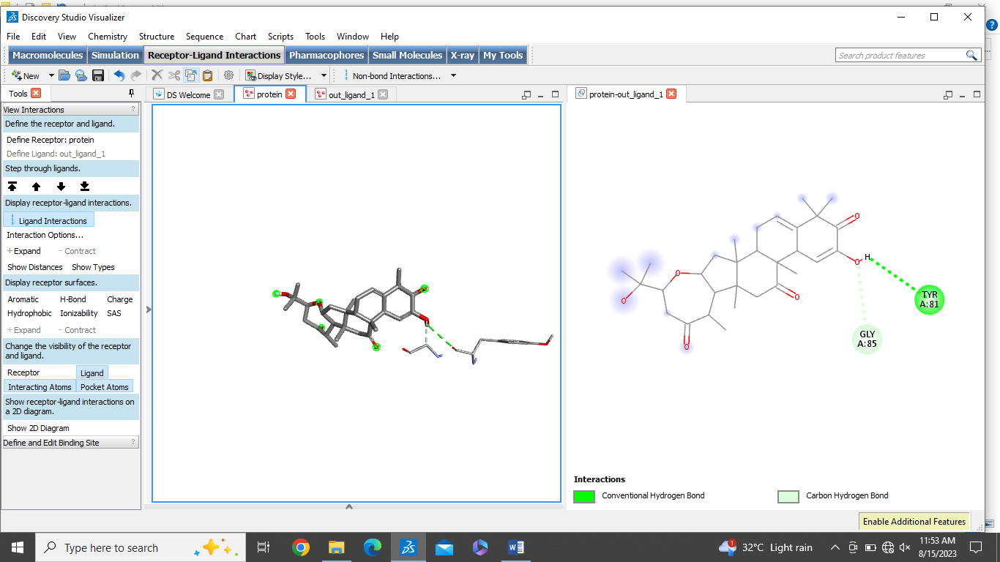 Discovery Studio Visualizer
File Edit View Chemistry Structure Sequence Chart Scripts Tools Window Help
Macromolecules Simulation Receptor-Ligand Interactions Pharmacophores Small Molecules X-ray My Tools
Search product features
New Display Style... Non-bond Interactions...
Tools
DS Welcome protein out_ligand_1
protein-out_ligand_1
View Interactions ?
Define the receptor and ligand.
Define Receptor: protein
Define Ligand: out_ligand_1
Step through ligands.
Display receptor-ligand interactions.
Ligand Interactions
Interaction Options...
+ Expand - Contract
Show Distances Show Types
Display receptor surfaces.
Aromatic H-Bond Charge
Hydrophobic Ionizability SAS
+ Expand - Contract
Change the visibility of the receptor
and ligand.
Receptor Ligand
Interacting Atoms Pocket Atoms
Show receptor-ligand interactions on
a 2D diagram.
Show 2D Diagram
Define and Edit Binding Site ?
O
H
O
O
O
O
O
TYR
A:81
GLY
A:85
Interactions
Conventional Hydrogen Bond
Carbon Hydrogen Bond
Enable Additional Features
Type here to search
1
32°C Light rain
11:53 AM
8/15/2023